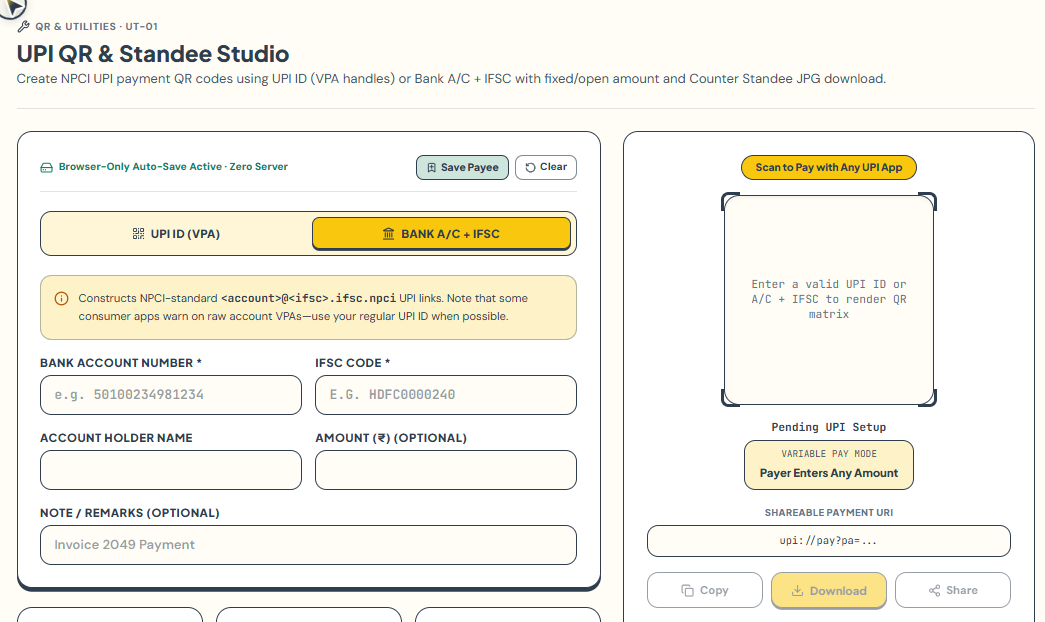 QR & UTILITIES · UT-01
UPI QR & Standee Studio
Create NPCI UPI payment QR codes using UPI ID (VPA handles) or Bank A/C + IFSC with fixed/open amount and Counter Standee JPG download.
Browser-Only Auto-Save Active · Zero Server
Save Payee
Clear
UPI ID (VPA)
BANK A/C + IFSC
Constructs NPCI-standard <account>@<ifsc>.ifsc.npci UPI links. Note that some
consumer apps warn on raw account VPAs—use your regular UPI ID when possible.
BANK ACCOUNT NUMBER *
IFSC CODE *
e.g. 50100234981234
E.G. HDFC0000240
ACCOUNT HOLDER NAME
AMOUNT (₹) (OPTIONAL)
NOTE / REMARKS (OPTIONAL)
Invoice 2049 Payment
Scan to Pay with Any UPI App
Enter a valid UPI ID or
A/C + IFSC to render QR
matrix
Pending UPI Setup
VARIABLE PAY MODE
Payer Enters Any Amount
SHAREABLE PAYMENT URI
upi://pay?pa=...
Copy
Download
Share